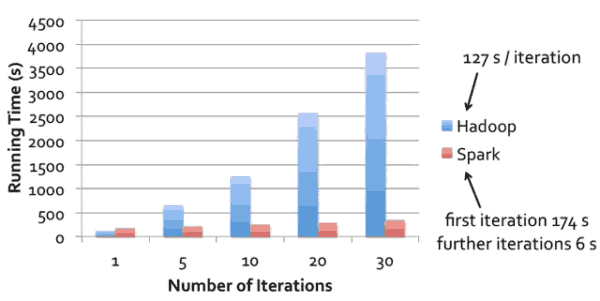 4500
4000
3500
3000
2500
2000
1500
1000
500
0
Running Time (s)
1 5 10 20 30
Number of Iterations
127 s / iteration
Hadoop
Spark
first iteration 174 s
further iterations 6 s